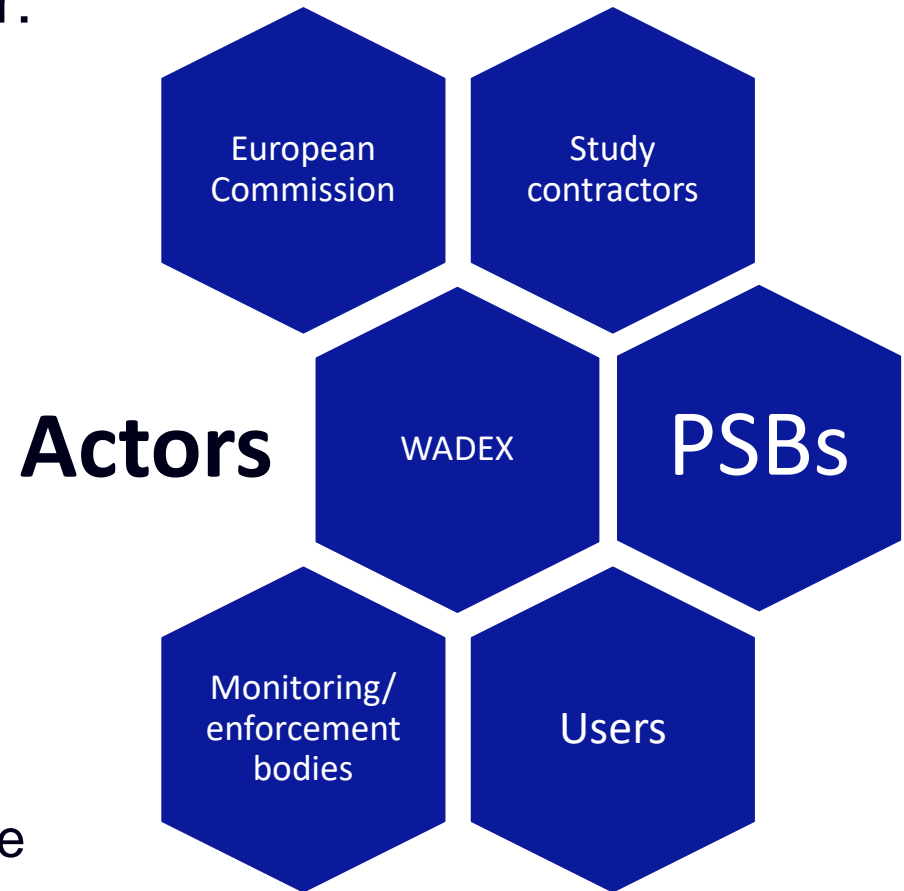 r.
European
Commission
Study
contractors
Actors
WADEX
PSBs
Monitoring/
enforcement
bodies
Users
e